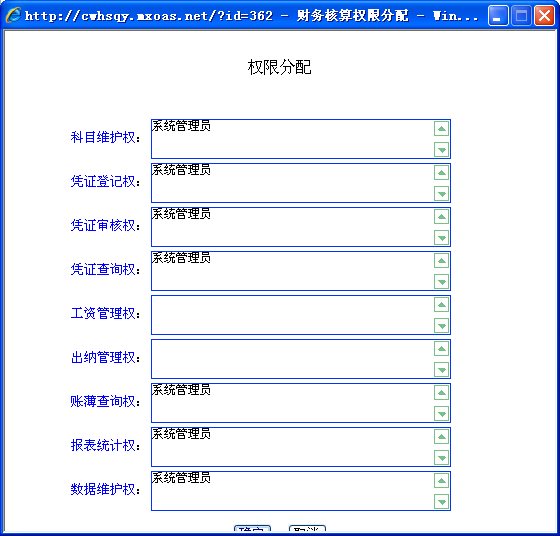 http://cwhsqy.mxoas.net/?id=362 - 财务核算权限分配 - Win...
权限分配
科目维护权: 系统管理员
凭证登记权: 系统管理员
凭证审核权: 系统管理员
凭证查询权: 系统管理员
工资管理权:
出纳管理权:
账薄查询权: 系统管理员
报表统计权: 系统管理员
数据维护权: 系统管理员
确定 取消